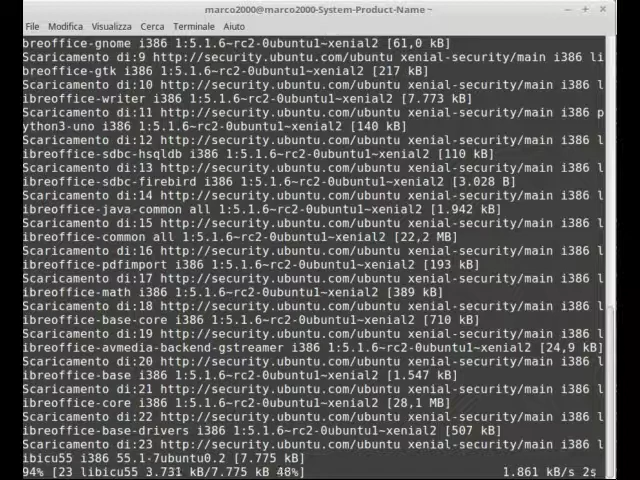 marco2000@marco2000-System-Product-Name ~
File Modifica Visualizza Cerca Terminale Aiuto
breoffice-gnome i386 1:5.1.6~rc2-0ubuntu1~xenial2 [61,0 kB]
Scaricamento di:9 http://security.ubuntu.com/ubuntu xenial-security/main i386 li
breoffice-gtk i386 1:5.1.6~rc2-0ubuntu1~xenial2 [217 kB]
Scaricamento di:10 http://security.ubuntu.com/ubuntu xenial-security/main i386 l
ibreoffice-writer i386 1:5.1.6~rc2-0ubuntu1~xenial2 [7.773 kB]
Scaricamento di:11 http://security.ubuntu.com/ubuntu xenial-security/main i386 p
ython3-uno i386 1:5.1.6~rc2-0ubuntu1~xenial2 [140 kB]
Scaricamento di:12 http://security.ubuntu.com/ubuntu xenial-security/main i386 l
ibreoffice-sdbc-hsqldb i386 1:5.1.6~rc2-0ubuntu1~xenial2 [110 kB]
Scaricamento di:13 http://security.ubuntu.com/ubuntu xenial-security/main i386 l
ibreoffice-sdbc-firebird i386 1:5.1.6~rc2-0ubuntu1~xenial2 [3.028 B]
Scaricamento di:14 http://security.ubuntu.com/ubuntu xenial-security/main i386 l
ibreoffice-java-common all 1:5.1.6~rc2-0ubuntu1~xenial2 [1.942 kB]
Scaricamento di:15 http://security.ubuntu.com/ubuntu xenial-security/main i386 l
ibreoffice-common all 1:5.1.6~rc2-0ubuntu1~xenial2 [22,2 MB]
Scaricamento di:16 http://security.ubuntu.com/ubuntu xenial-security/main i386 l
ibreoffice-pdfimport i386 1:5.1.6~rc2-0ubuntu1~xenial2 [193 kB]
Scaricamento di:17 http://security.ubuntu.com/ubuntu xenial-security/main i386 l
ibreoffice-math i386 1:5.1.6~rc2-0ubuntu1~xenial2 [389 kB]
Scaricamento di:18 http://security.ubuntu.com/ubuntu xenial-security/main i386 l
ibreoffice-base-core i386 1:5.1.6~rc2-0ubuntu1~xenial2 [710 kB]
Scaricamento di:19 http://security.ubuntu.com/ubuntu xenial-security/main i386 l
ibreoffice-avmedia-backend-gstreamer i386 1:5.1.6~rc2-0ubuntu1~xenial2 [24,9 kB]
Scaricamento di:20 http://security.ubuntu.com/ubuntu xenial-security/main i386 l
ibreoffice-base i386 1:5.1.6~rc2-0ubuntu1~xenial2 [1.547 kB]
Scaricamento di:21 http://security.ubuntu.com/ubuntu xenial-security/main i386 l
ibreoffice-core i386 1:5.1.6~rc2-0ubuntu1~xenial2 [28,1 MB]
Scaricamento di:22 http://security.ubuntu.com/ubuntu xenial-security/main i386 l
ibreoffice-base-drivers i386 1:5.1.6~rc2-0ubuntu1~xenial2 [507 kB]
Scaricamento di:23 http://security.ubuntu.com/ubuntu xenial-security/main i386 l
ibicu55 i386 55.1-7ubuntu0.2 [7.775 kB]
94% [23 libicu55 3.731 kB/7.775 kB 48%] 1.861 kB/s 2s